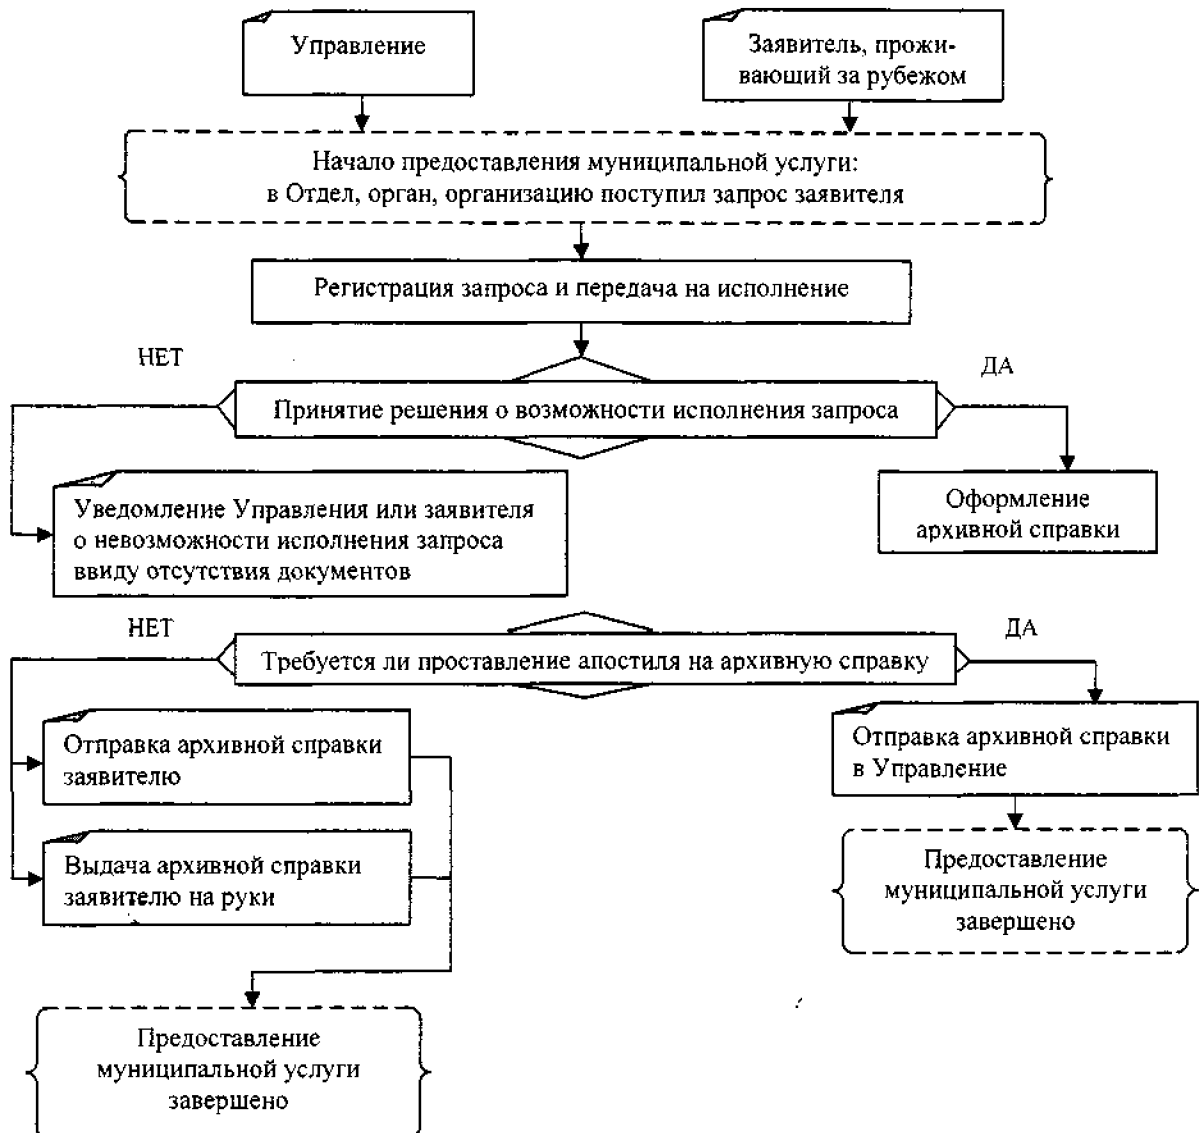 Управление
Заявитель, прожи-
вающий за рубежом
Начало предоставления муниципальной услуги:
в Отдел, орган, организацию поступил запрос заявителя
Регистрация запроса и передача на исполнение
НЕТ
ДА
Принятие решения о возможности исполнения запроса
Уведомление Управления или заявителя
о невозможности исполнения запроса
ввиду отсутствия документов
Оформление
архивной справки
НЕТ
ДА
Требуется ли проставление апостиля на архивную справку
Отправка архивной справки
заявителю
Отправка архивной справки
в Управление
Выдача архивной справки
заявителю на руки
Предоставление
муниципальной услуги
завершено
Предоставление
муниципальной услуги
завершено